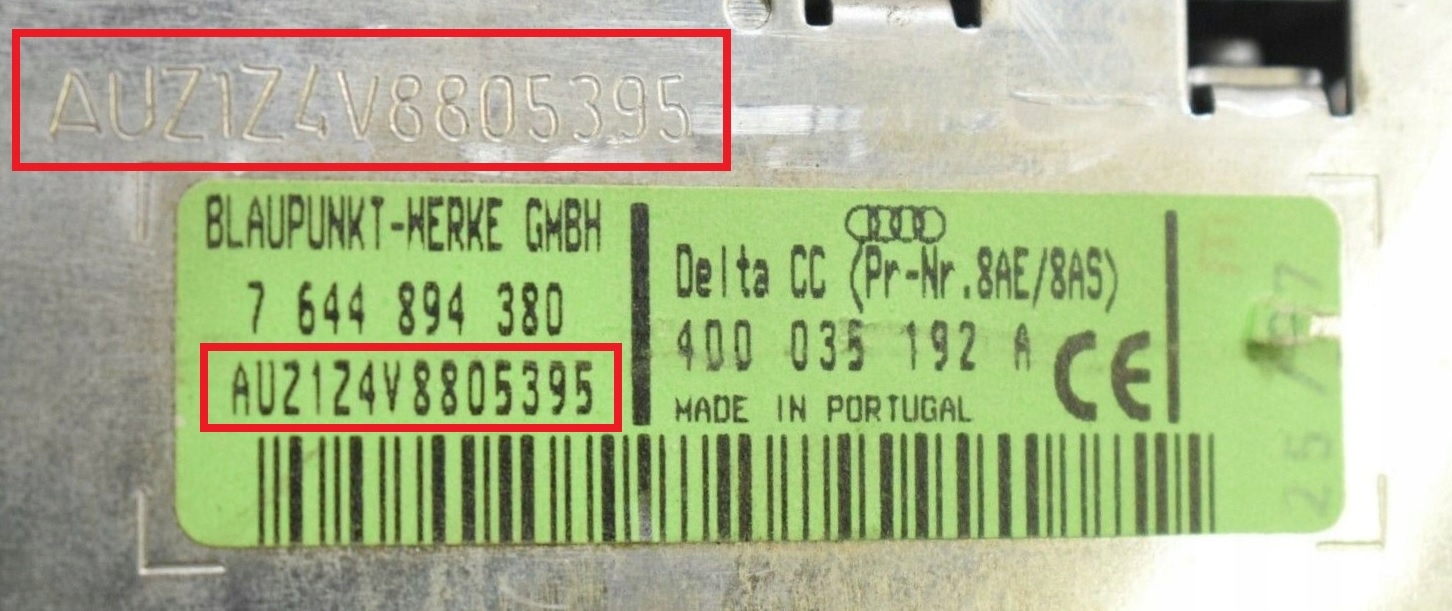 AUZ1Z4V8805395
BLAUPUNKT-WERKE GMBH
7 644 894 380
AUZ1Z4V8805395
Delta CC (Pr-Nr.8AE/8AS)
4D0 035 192 A
CE
MADE IN PORTUGAL
E